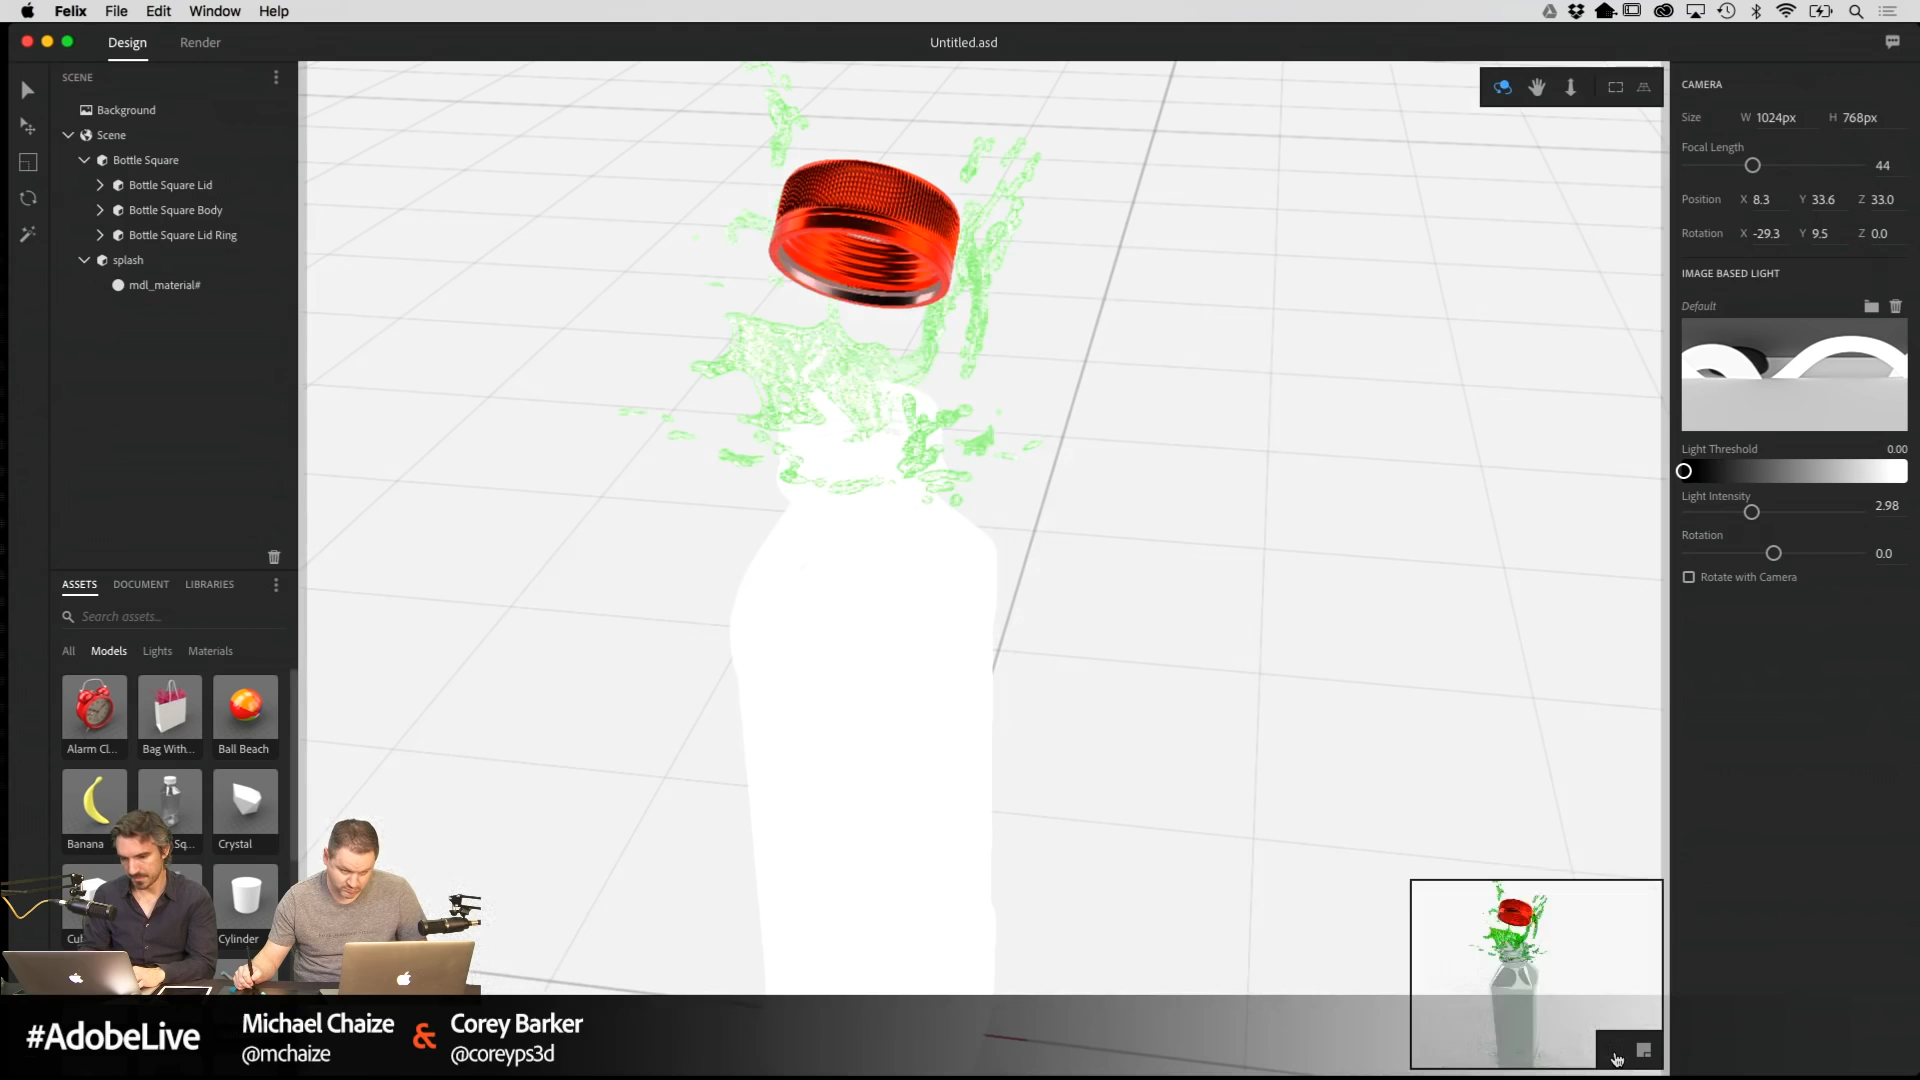 Felix File Edit Window Help
Design Render Untitled.asd
SCENE
Background
Scene
Bottle Square
Bottle Square Lid
Bottle Square Body
Bottle Square Lid Ring
splash
mdl_material#
ASSETS DOCUMENT LIBRARIES
Search assets...
All Models Lights Materials
Alarm Cl... Bag With... Ball Beach
Banana Sq... Crystal
Cylinder
CAMERA
Size W 1024px H 768px
Focal Length
44
Position X 8.3 Y 33.6 Z 33.0
Rotation X -29.3 Y 9.5 Z 0.0
IMAGE BASED LIGHT
Default
Light Threshold 0.00
Light Intensity
2.98
Rotation
0.0
Rotate with Camera
#AdobeLive
Michael Chaize & Corey Barker
@mchaize @coreyps3d